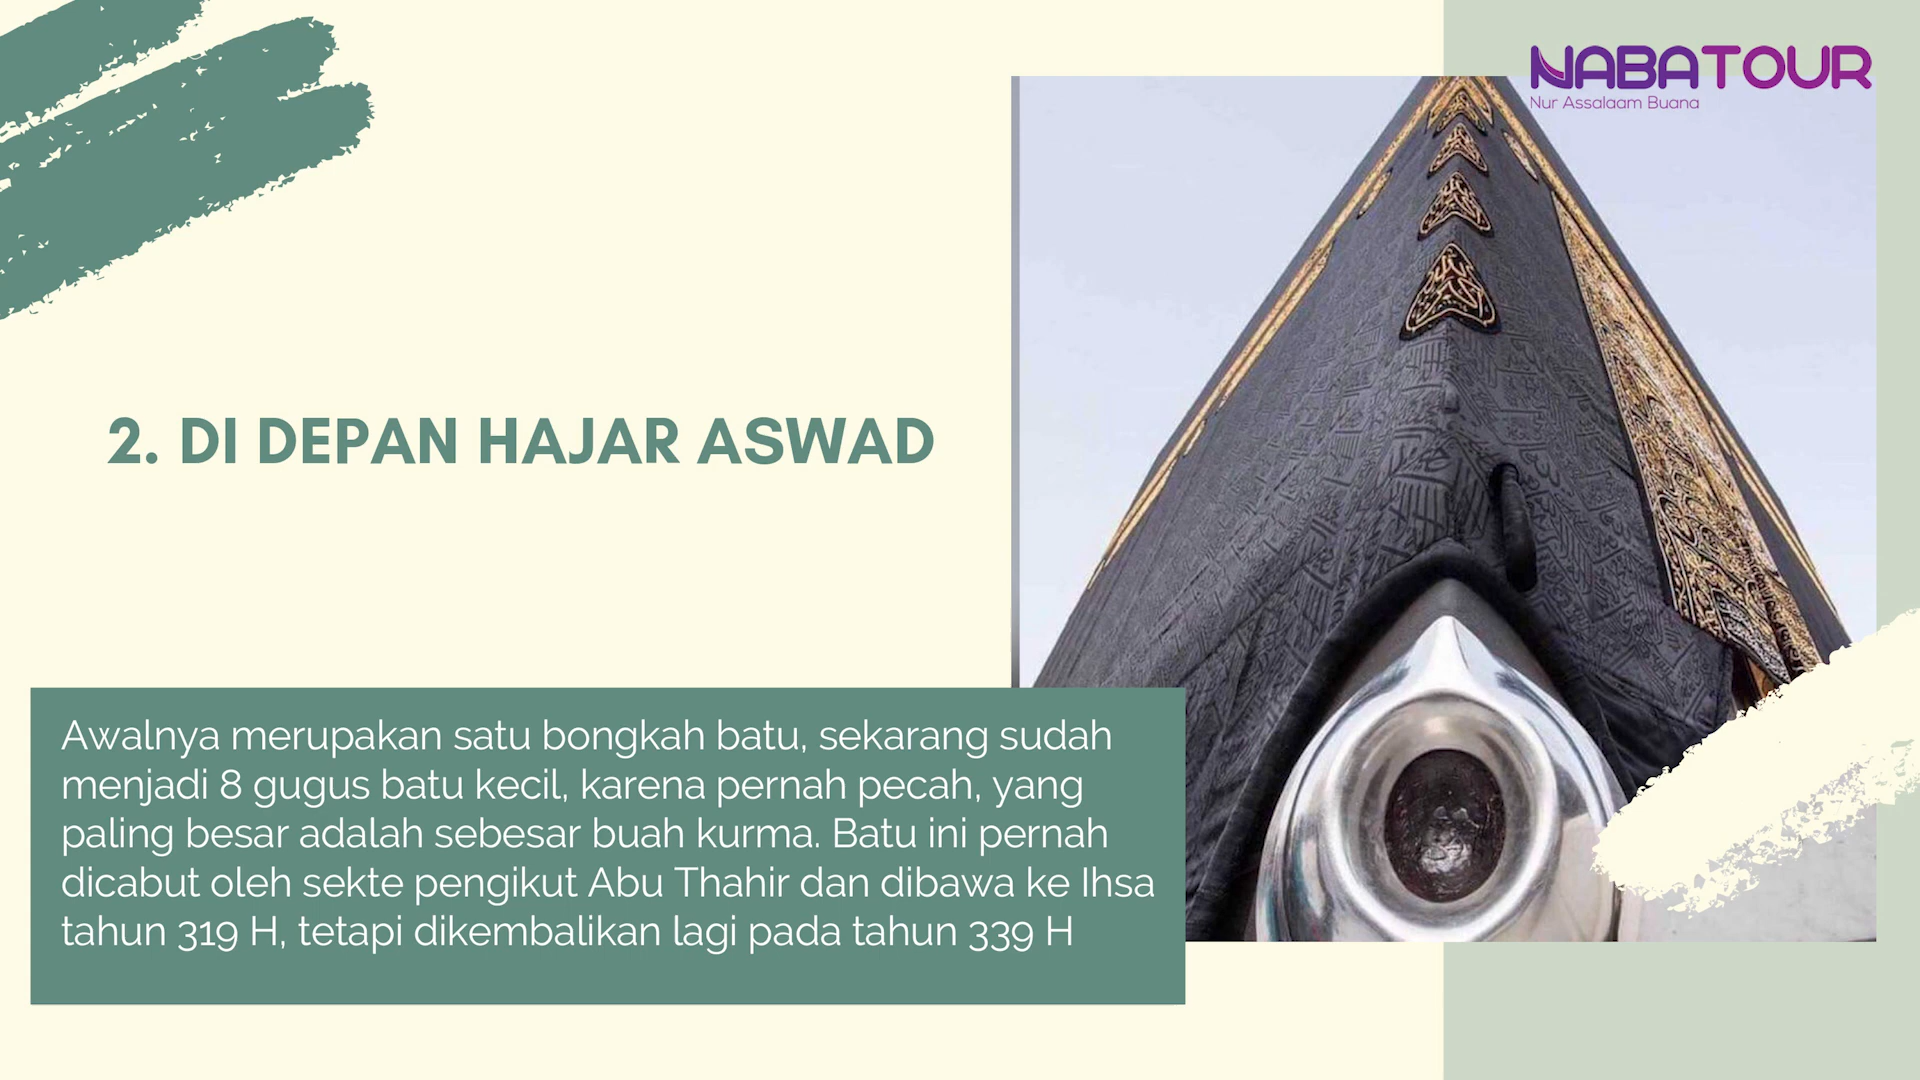 NABATOUR
Nur Assalaam Buana
2. DI DEPAN HAJAR ASWAD
Awalnya merupakan satu bongkah batu, sekarang sudah
menjadi 8 gugus batu kecil, karena pernah pecah, yang
paling besar adalah sebesar buah kurma. Batu ini pernah
dicabut oleh sekte pengikut Abu Thahir dan dibawa ke Ihsa
tahun 319 H, tetapi dikembalikan lagi pada tahun 339 H